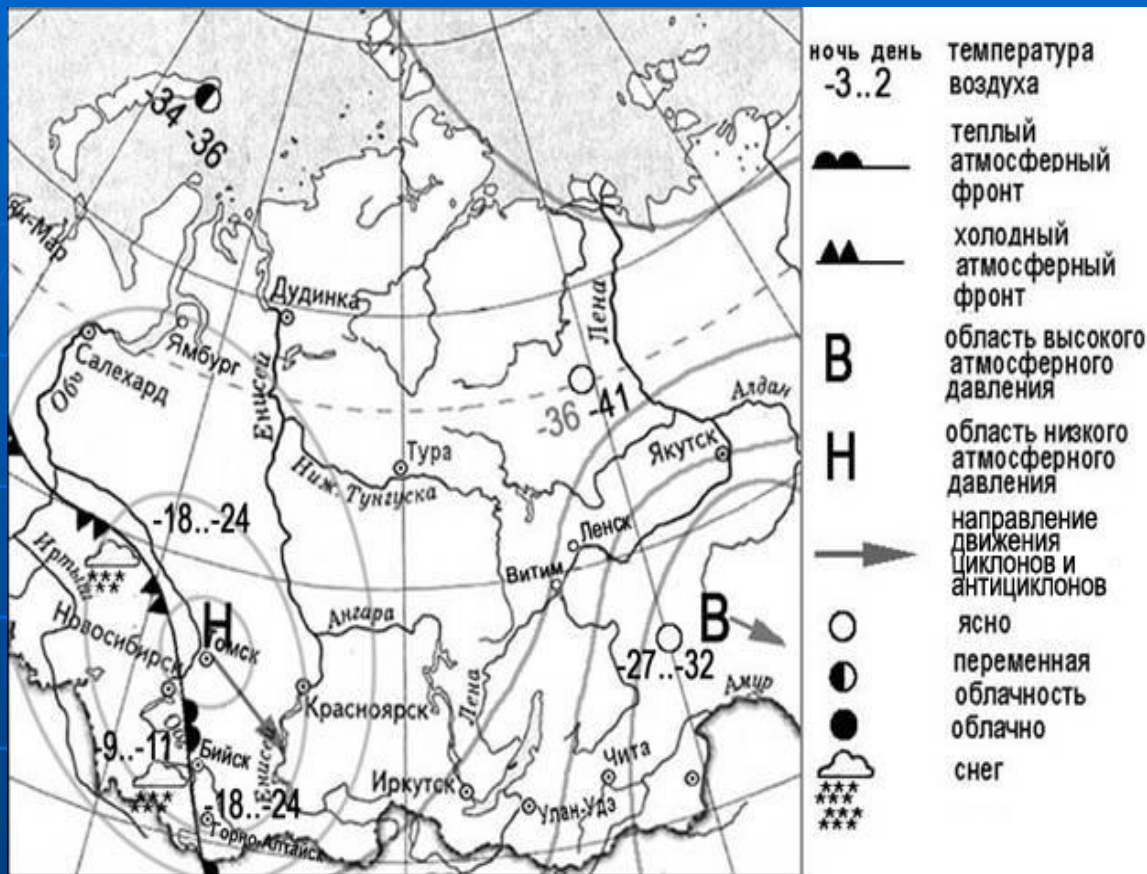 -34 -36
Дудинка
Салехард
Ямбург
Обь
Енисей
Лена
-36 -41
Алдан
Якутск
Тура
Ниж. Тунгуска
-18..-24
Иртыш
Ленск
Витим
Ангара
Н
В
-27..-32
Новосибирск
Томск
Красноярск
Лена
Амур
Обь
-9..-11
Бийск
Енисей
Иркутск
Чита
Улан-Удэ
-18..-24
Горно-Алтайск
ночь день температура
-3..2 воздуха
теплый
атмосферный
фронт
холодный
атмосферный
фронт
В
область высокого
атмосферного
давления
Н
область низкого
атмосферного
давления
направление
движения
циклонов и
антициклонов
ясно
переменная
облачность
облачно
снег